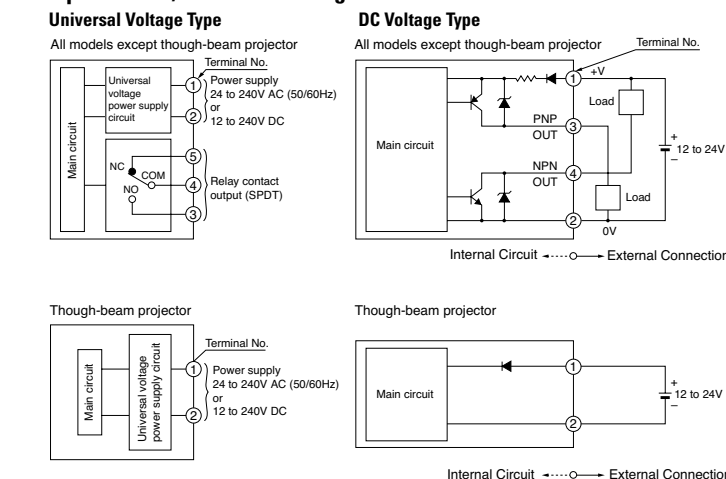 Universal Voltage Type
All models except though-beam projector
Terminal No.
Main circuit
Universal
voltage
power supply
circuit
1
2
Power supply
24 to 240V AC (50/60Hz)
or
12 to 240V DC
NC
COM
NO
5
4
3
Relay contact
output (SPDT)
DC Voltage Type
All models except though-beam projector
Terminal No.
Main circuit
1
+V
Load
PNP
OUT
3
NPN
OUT
4
Load
2
0V
+
12 to 24V
–
Internal Circuit
External Connection
Though-beam projector
Terminal No.
Main circuit
Universal voltage
power supply circuit
1
2
Power supply
24 to 240V AC (50/60Hz)
or
12 to 240V DC
Though-beam projector
Main circuit
1
2
+
12 to 24V
–
Internal Circuit
External Connection